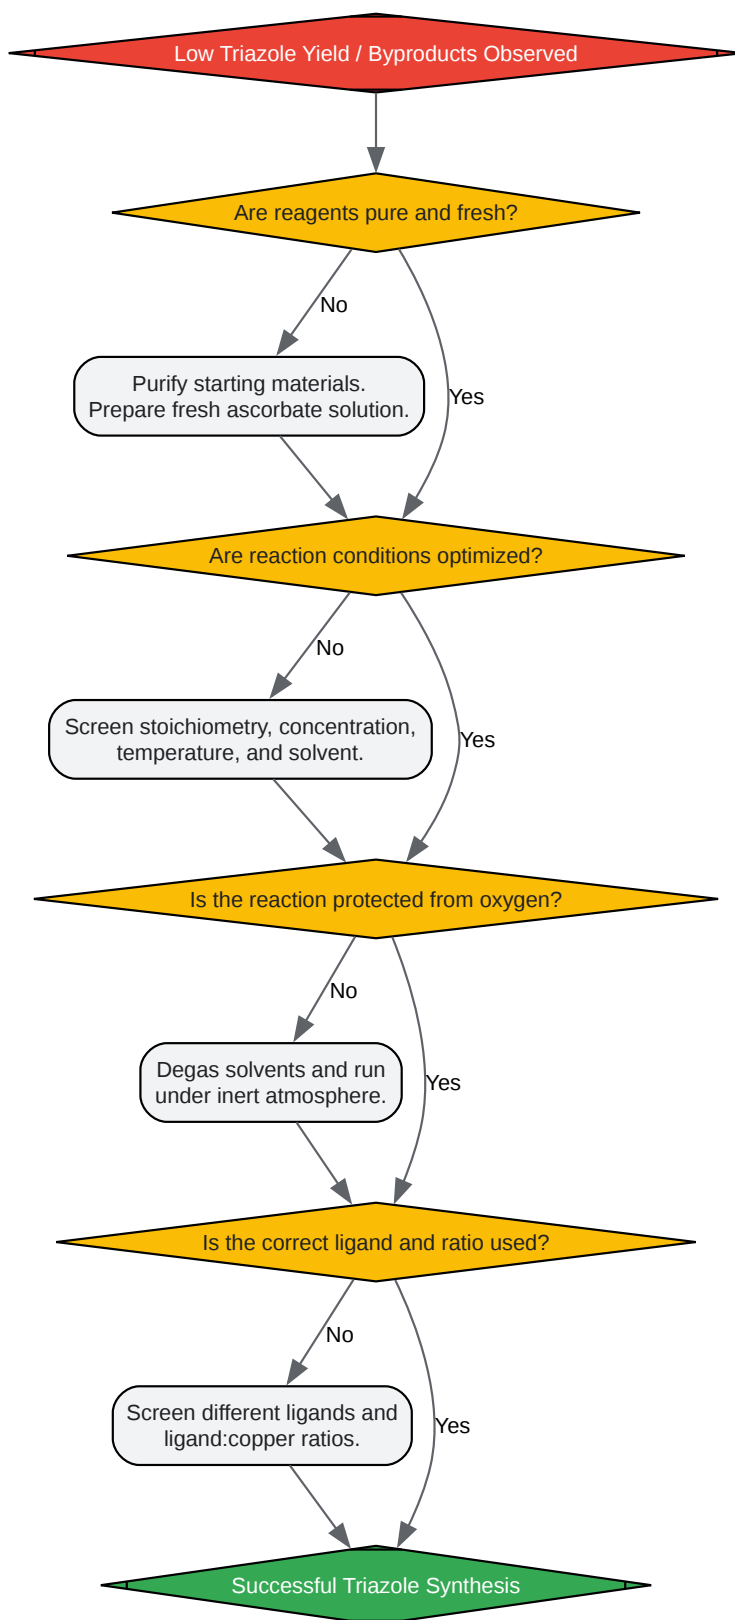 Low Triazole Yield / Byproducts Observed
Are reagents pure and fresh?
No
Purify starting materials.
Prepare fresh ascorbate solution.
Yes
Are reaction conditions optimized?
No
Screen stoichiometry, concentration,
temperature, and solvent.
Yes
Is the reaction protected from oxygen?
No
Degas solvents and run
under inert atmosphere.
Yes
Is the correct ligand and ratio used?
No
Screen different ligands and
ligand:copper ratios.
Yes
Successful Triazole Synthesis